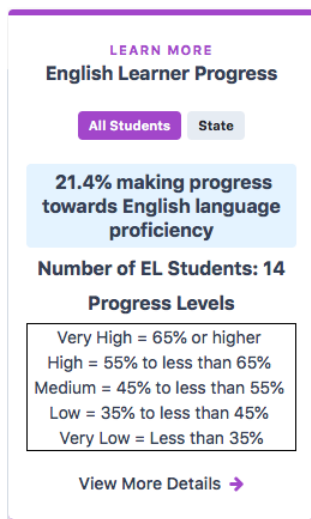 LEARN MORE
English Learner Progress
All Students State
21.4% making progress
towards English language
proficiency
Number of EL Students: 14
Progress Levels
Very High = 65% or higher
High = 55% to less than 65%
Medium = 45% to less than 55%
Low = 35% to less than 45%
Very Low = Less than 35%
View More Details →